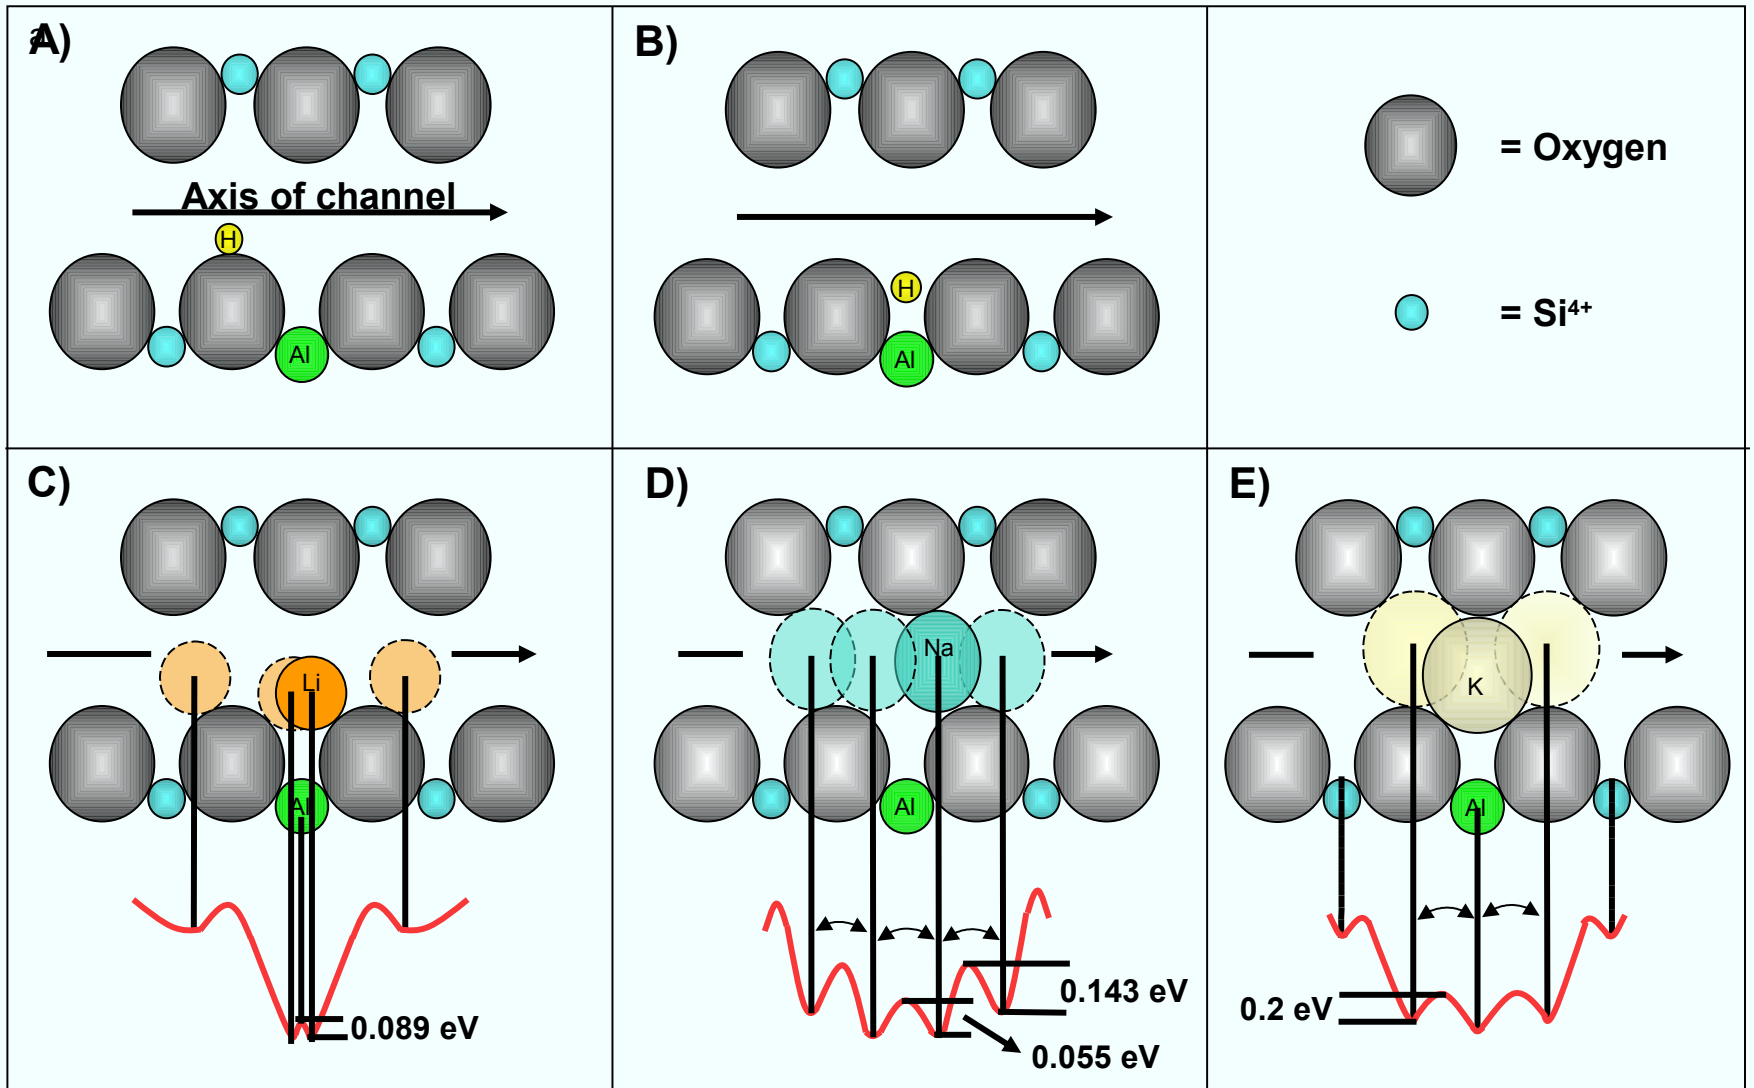 a
A)
Axis of channel
H
Al
B)
H
Al
= Oxygen
= Si⁴⁺
C)
Li
Al
0.089 eV
D)
Na
Al
0.143 eV
0.055 eV
E)
K
Al
0.2 eV